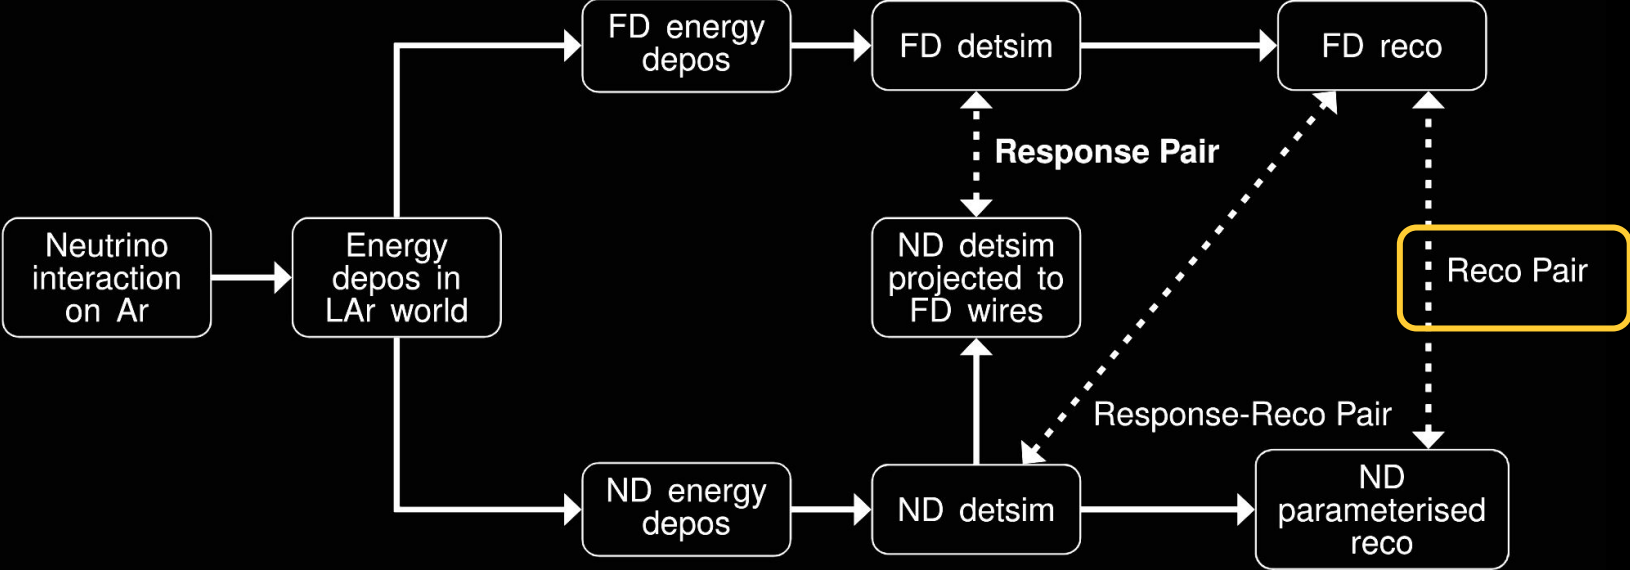 FD energy
depos
FD detsim
FD reco
Response Pair
Neutrino
interaction
on Ar
Energy
depos in
LAr world
ND detsim
projected to
FD wires
Reco Pair
Response-Reco Pair
ND energy
depos
ND detsim
ND
parameterised
reco